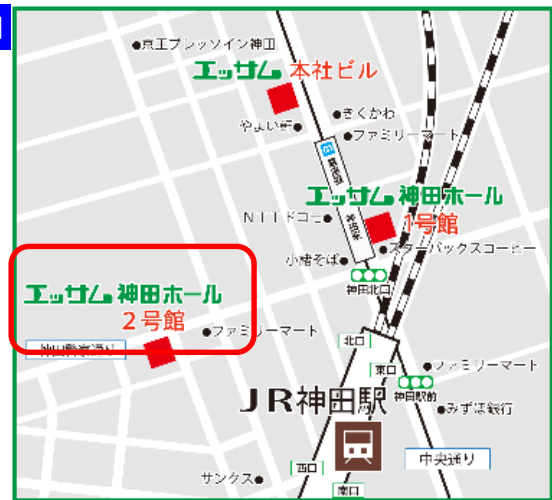 ●京王プレッソイン神田
エッサム 本社ビル
やよい軒●
●きくかわ
●ファミリーマート
エッサム 神田ホール
1号館
NTTドコモ●
●スターバックスコーヒー
小諸そば●
神田北口
エッサム 神田ホール
2号館
●ファミリーマート
神田警察通り
北口
東口
●ファミリーマート
神田駅前
●みずほ銀行
JR神田駅
中央通り
西口
サンクス●
南口